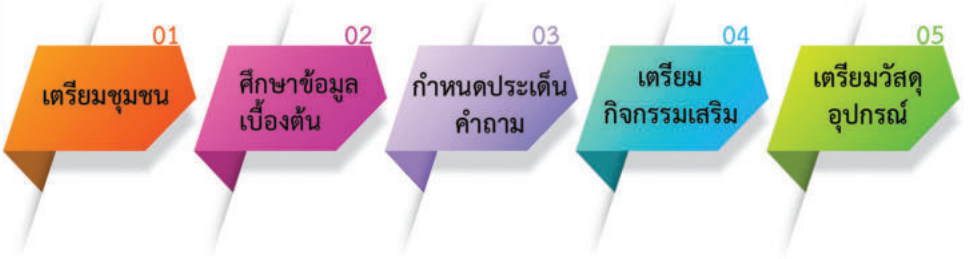 01
เตรียมชุมชน
02
ศึกษาข้อมูล
เบื้องต้น
03
กำหนดประเด็น
คำถาม
04
เตรียม
กิจกรรมเสริม
05
เตรียมวัสดุ
อุปกรณ์